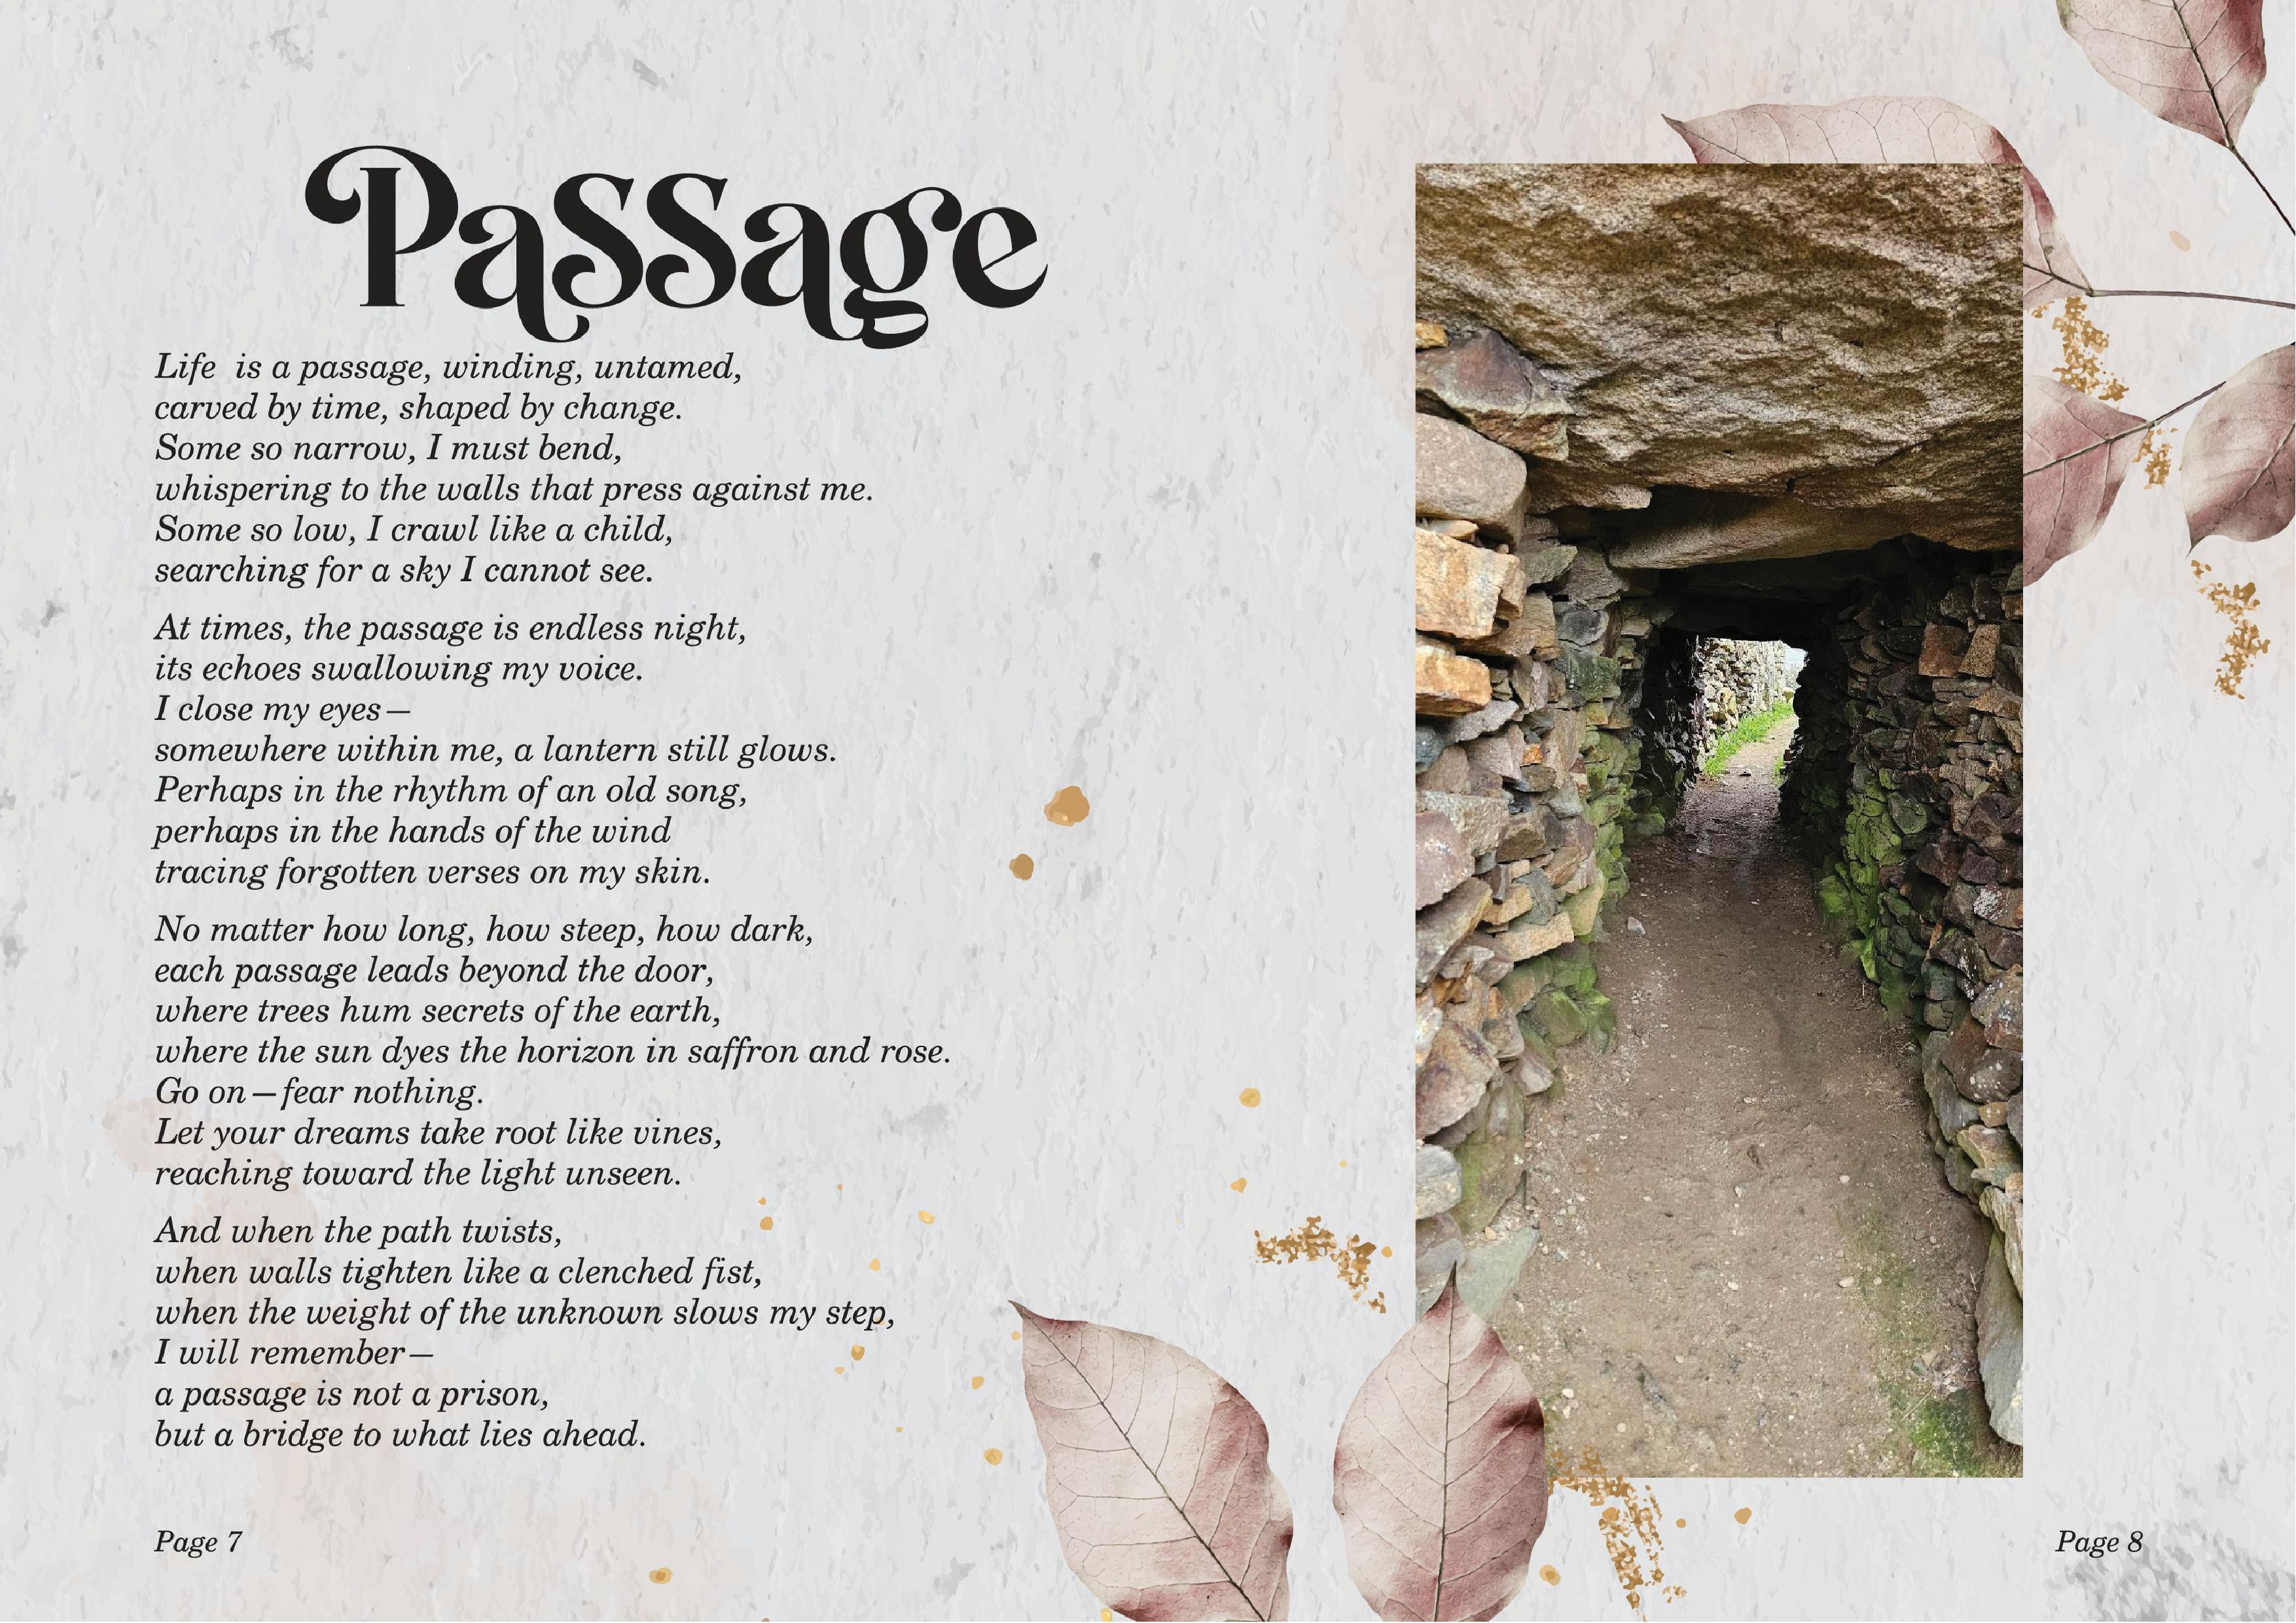 Passage
Life  is a passage, winding, untamed,
carved by time, shaped by change.
Some so narrow, I must bend,
whispering to the walls that press against me.
Some so low, I crawl like a child,
searching for a sky I cannot see.
At times, the passage is endless night,
its echoes swallowing my voice.
I close my eyes—
somewhere within me, a lantern still glows.
Perhaps in the rhythm of an old song,
perhaps in the hands of the wind
tracing forgotten verses on my skin.
No matter how long, how steep, how dark,
each passage leads beyond the door,
where trees hum secrets of the earth,
where the sun dyes the horizon in saffron and rose.
Go on—fear nothing.
Let your dreams take root like vines,
reaching toward the light unseen.
And when the path twists,
when walls tighten like a clenched fist,
when the weight of the unknown slows my step,
I will remember—
a passage is not a prison,
but a bridge to what lies ahead.
Page 7
Page 8